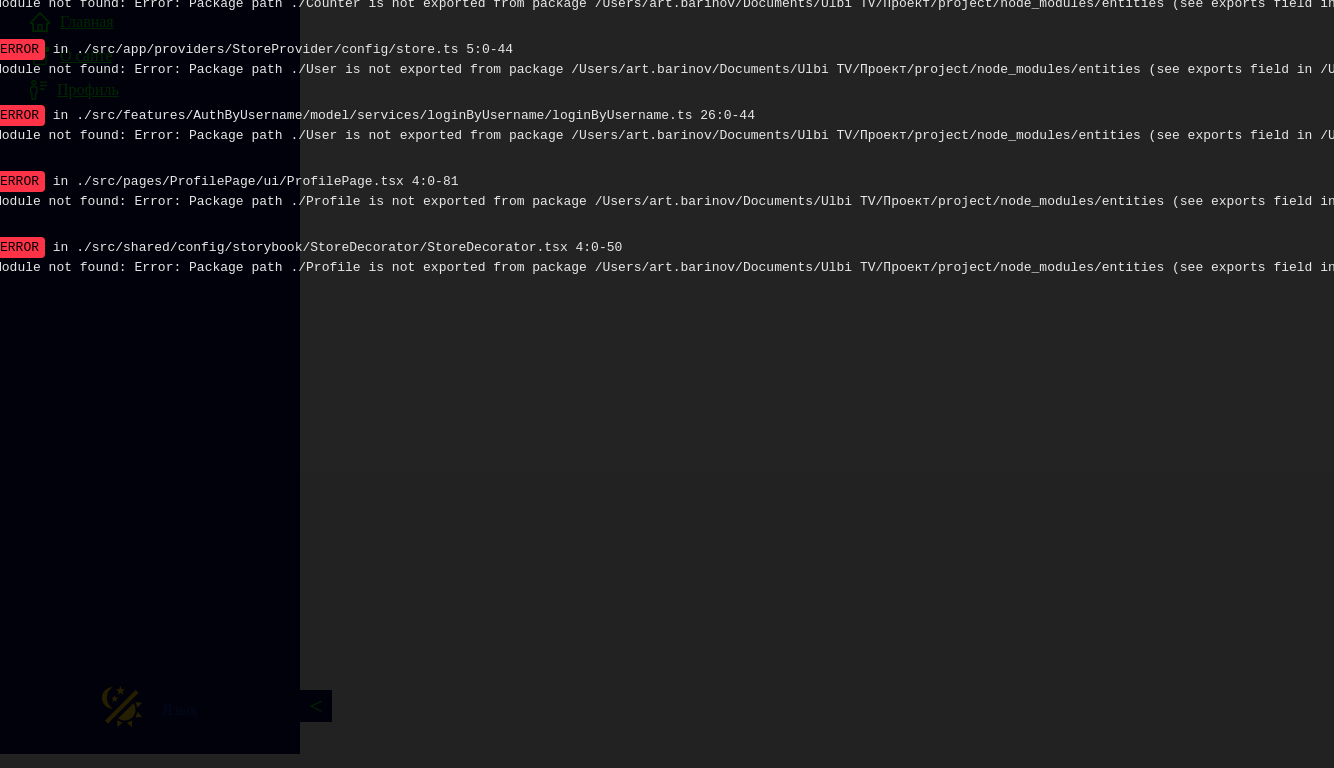 Module not found: Error: Package path ./Counter is not exported from package /Users/art.barinov/Documents/Ulbi TV/Проект/project/node_modules/entities (see exports field in
Главная
ERROR in ./src/app/providers/StoreProvider/config/store.ts 5:0-44
О сайте
Module not found: Error: Package path ./User is not exported from package /Users/art.barinov/Documents/Ulbi TV/Проект/project/node_modules/entities (see exports field in /U
Профиль
ERROR in ./src/features/AuthByUsername/model/services/loginByUsername/loginByUsername.ts 26:0-44
Module not found: Error: Package path ./User is not exported from package /Users/art.barinov/Documents/Ulbi TV/Проект/project/node_modules/entities (see exports field in /U
ERROR in ./src/pages/ProfilePage/ui/ProfilePage.tsx 4:0-81
Module not found: Error: Package path ./Profile is not exported from package /Users/art.barinov/Documents/Ulbi TV/Проект/project/node_modules/entities (see exports field in
ERROR in ./src/shared/config/storybook/StoreDecorator/StoreDecorator.tsx 4:0-50
Module not found: Error: Package path ./Profile is not exported from package /Users/art.barinov/Documents/Ulbi TV/Проект/project/node_modules/entities (see exports field in
Язык
<